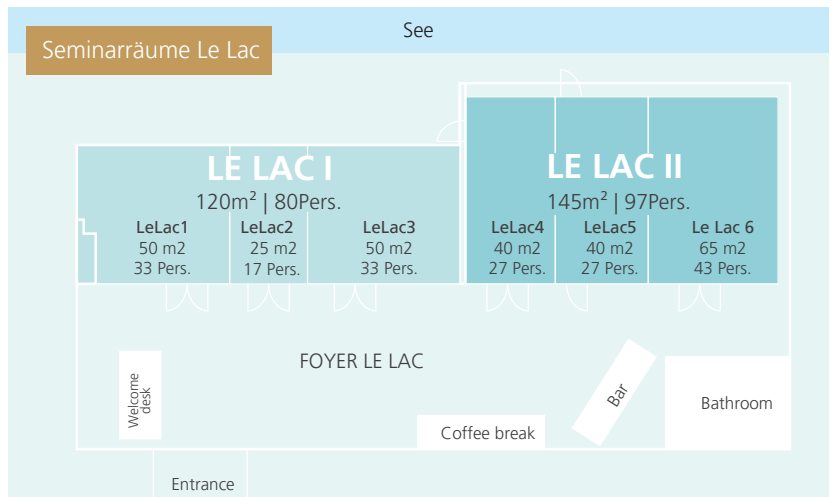 See
Seminarräume Le Lac
LE LAC I
120m² | 80Pers.
LeLac1
50 m2
33 Pers.
LeLac2
25 m2
17 Pers.
LeLac3
50 m2
33 Pers.
LE LAC II
145m² | 97Pers.
LeLac4
40 m2
27 Pers.
LeLac5
40 m2
27 Pers.
Le Lac 6
65 m2
43 Pers.
FOYER LE LAC
Welcome
desk
Bar
Bathroom
Coffee break
Entrance